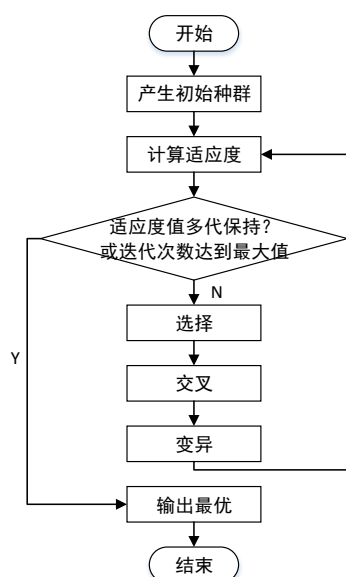 开始
产生初始种群
计算适应度
适应度值多代保持?
或迭代次数达到最大值
N
选择
Y
交叉
变异
输出最优
结束